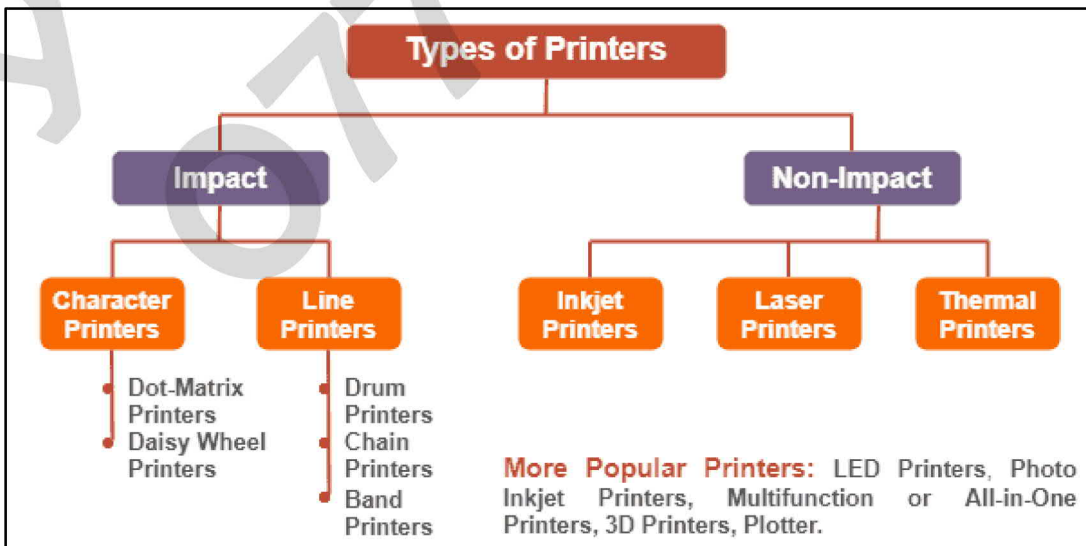 Types of Printers
Impact
Non-Impact
Character
Printers
Line
Printers
Inkjet
Printers
Laser
Printers
Thermal
Printers
Dot-Matrix
Printers
Daisy Wheel
Printers
Drum
Printers
Chain
Printers
Band
Printers
More Popular Printers: LED Printers, Photo
Inkjet Printers, Multifunction or All-in-One
Printers, 3D Printers, Plotter.